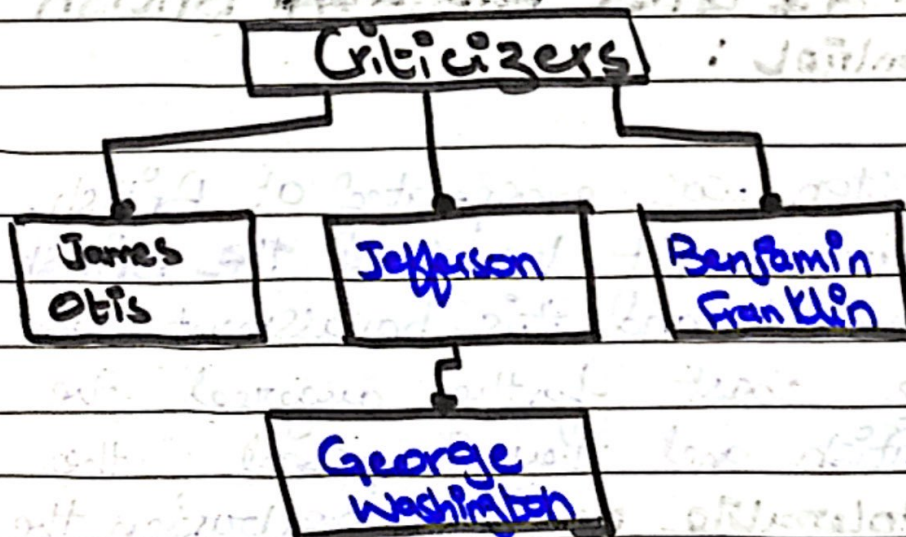 Criticizers
James
Otis
Jefferson
Benjamin
Franklin
George
Washington